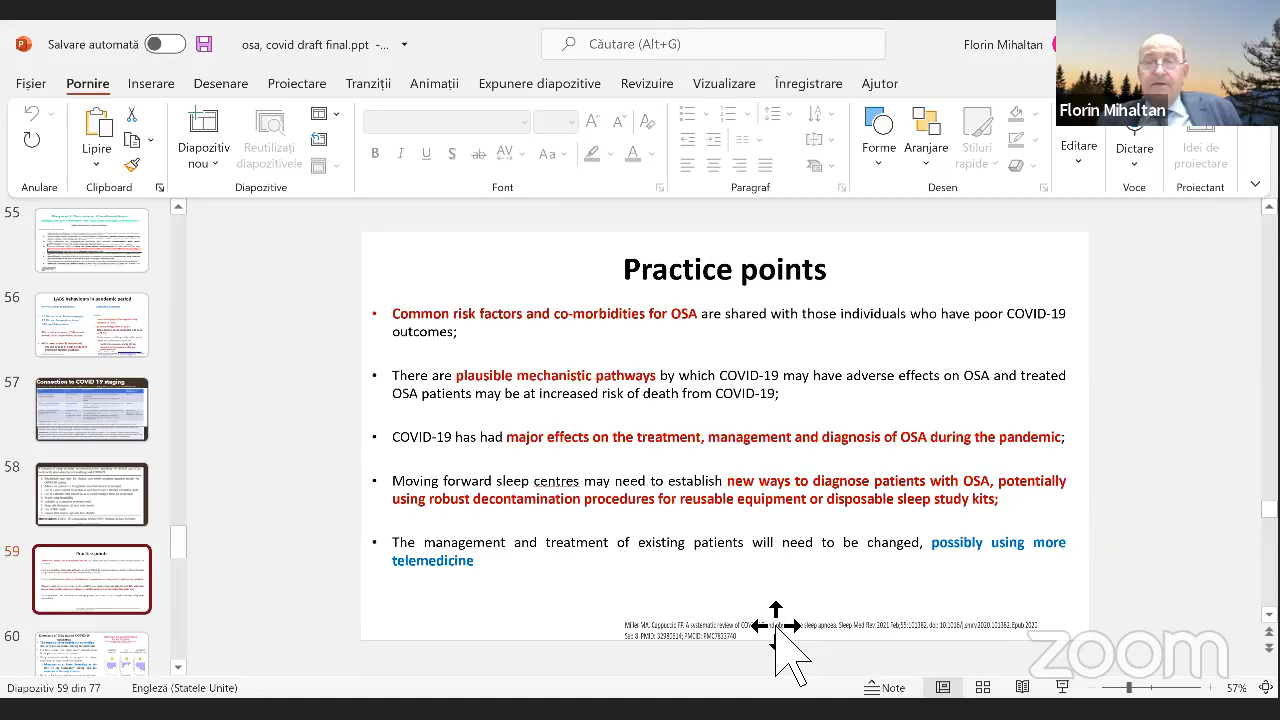 Salvare automată
osa, covid draft final.ppt -...
Căutare (Alt+G)
Florin Mihaltan
Fișier
Pornire
Inserare
Desenare
Proiectare
Tranziții
Animații
Expunere diapozitive
Revizuire
Vizualizare
Înregistrare
Ajutor
Florin Mihaltan
Lipire
Diapozitiv
nou
Reutilizați
diapozitivele
Forme
Aranjare
Stiluri
rapide
Editare
Dictare
Idei de
proiectare
Anulare
Clipboard
Diapozitive
Font
Paragraf
Desen
Voce
Proiectant
55
56
LABS behaviours in pandemic period
57
Connection to COVID 19 staging
58
59
Practice points
60
Practice points
• Common risk factors and co-morbidities for OSA are shared with those individuals who have poor COVID-19
outcomes;
• There are plausible mechanistic pathways by which COVID-19 may have adverse effects on OSA and treated
OSA patients may be at increased risk of death from COVID-19;
• COVID-19 has had major effects on the treatment, management and diagnosis of OSA during the pandemic;
• Moving forward sleep centres may need to establish new ways to diagnose patients with OSA, potentially
using robust decontamination procedures for reusable equipment or disposable sleep study kits;
• The management and treatment of existing patients will need to be changed, possibly using more
telemedicine
Diapozitiv 59 din 77
Engleză (Statele Unite)
Note
57%
zoom